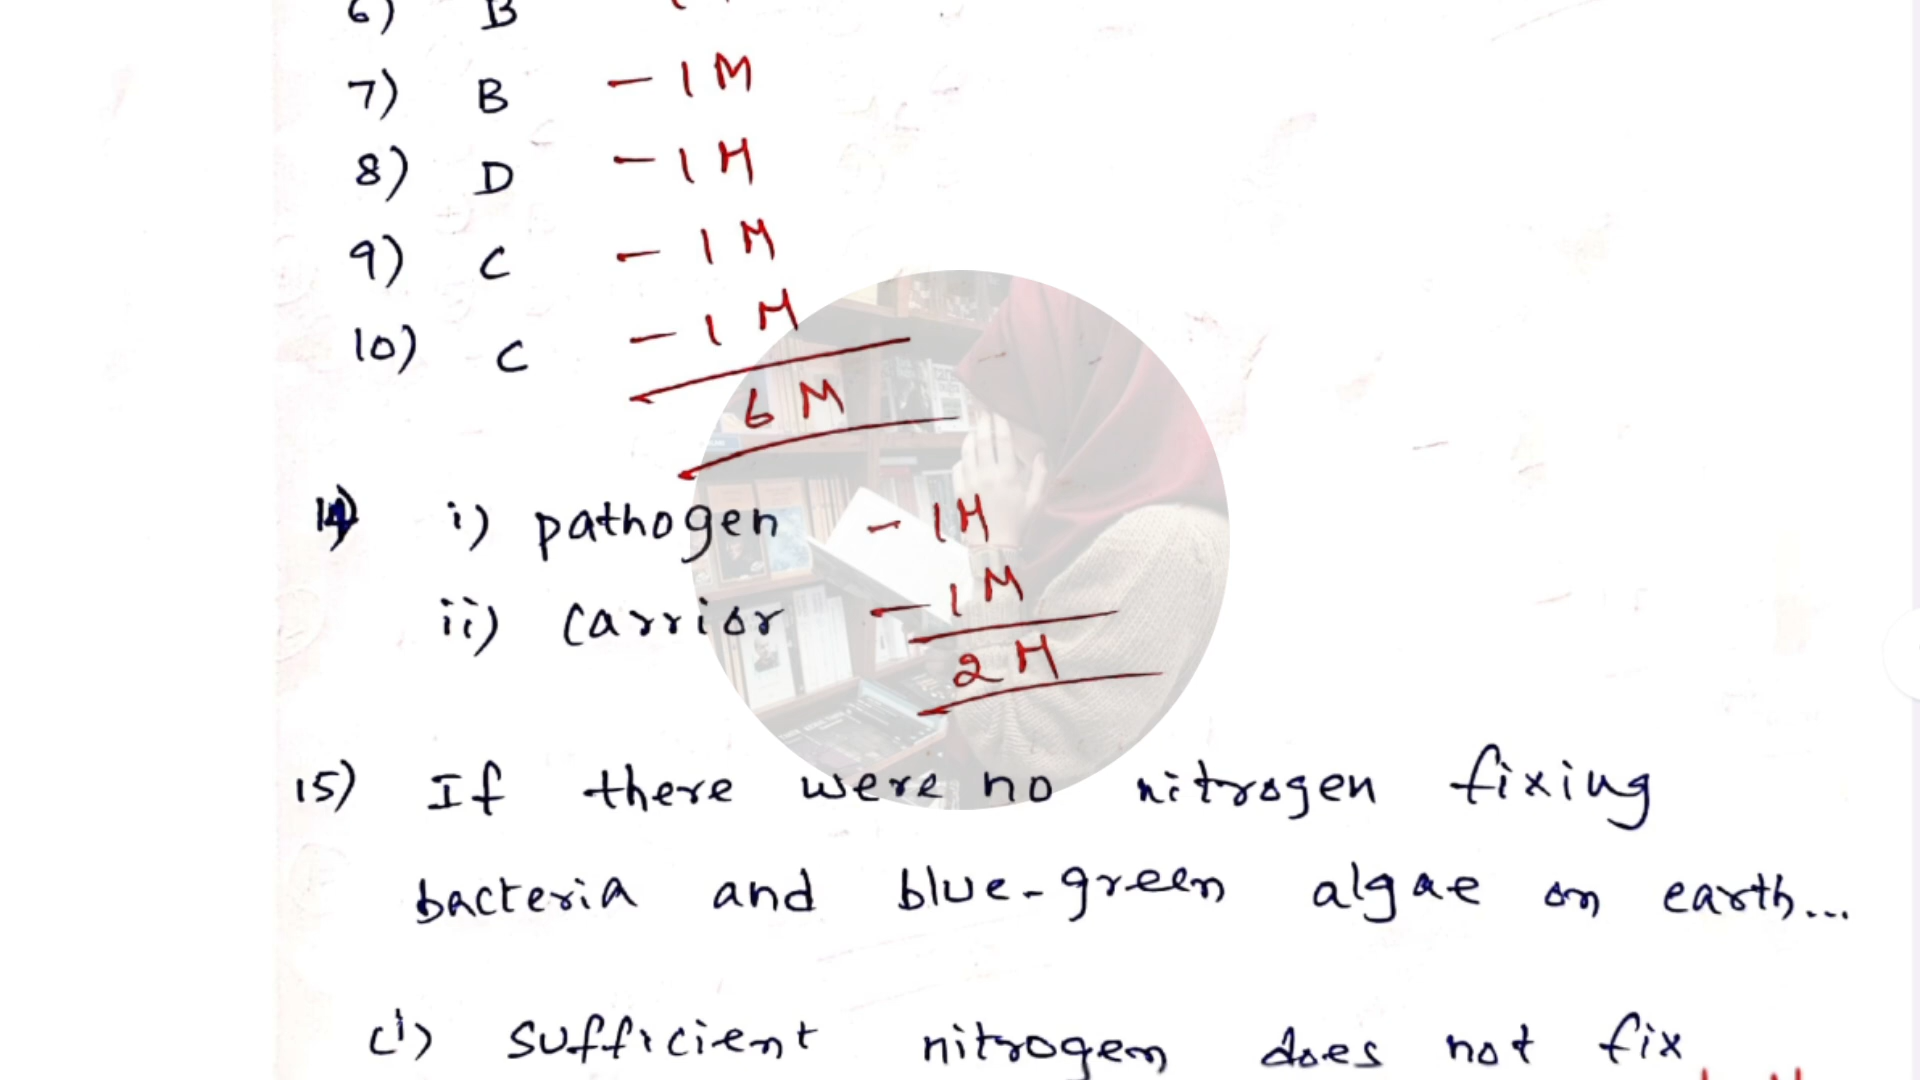 6) B
7) B - 1M
8) D - 1M
9) C - 1M
10) C - 1M
6M
14) i) pathogen - 1M
ii) carrior - 1M
2M
15) If there were no nitrogen fixing
bacteria and blue-green algae on earth...
(i) sufficient nitrogen does not fix